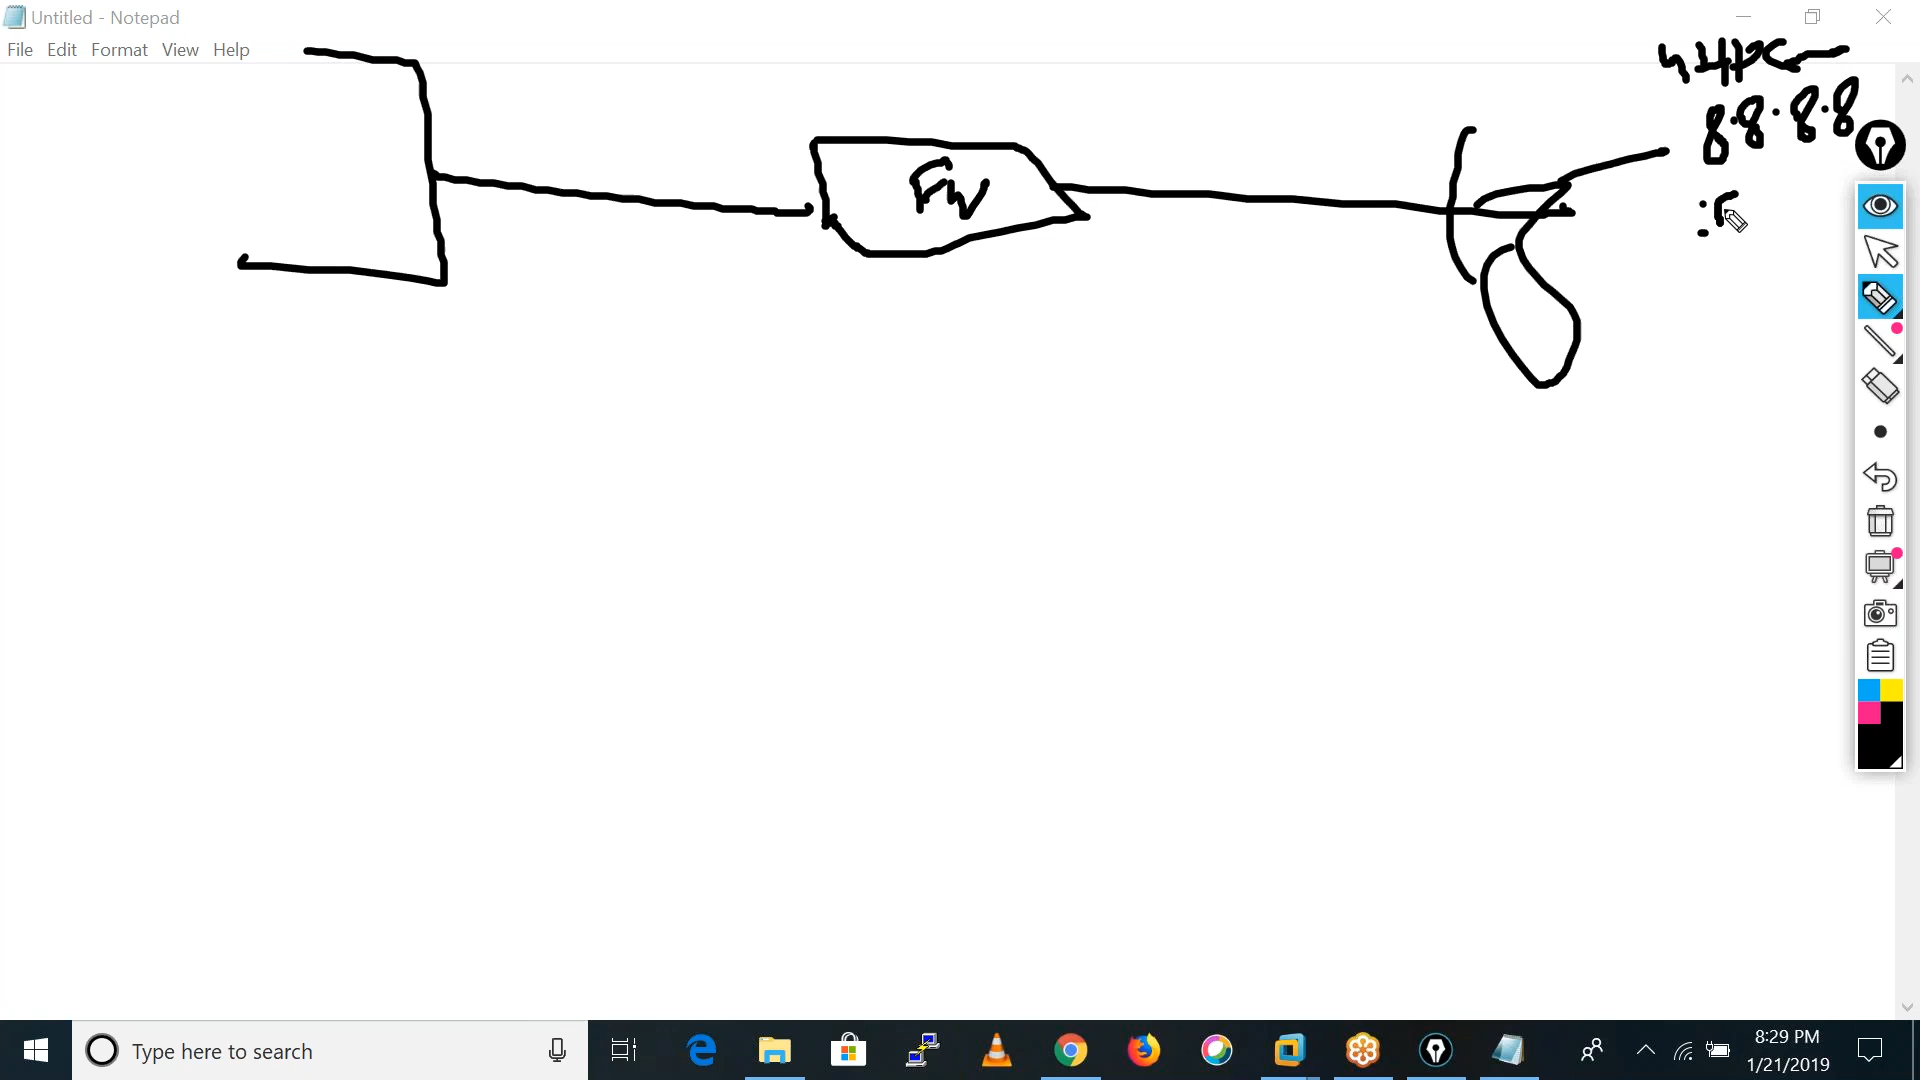 Untitled - Notepad
File Edit Format View Help
8.8.8.8
FW
Type here to search
8:29 PM
1/21/2019